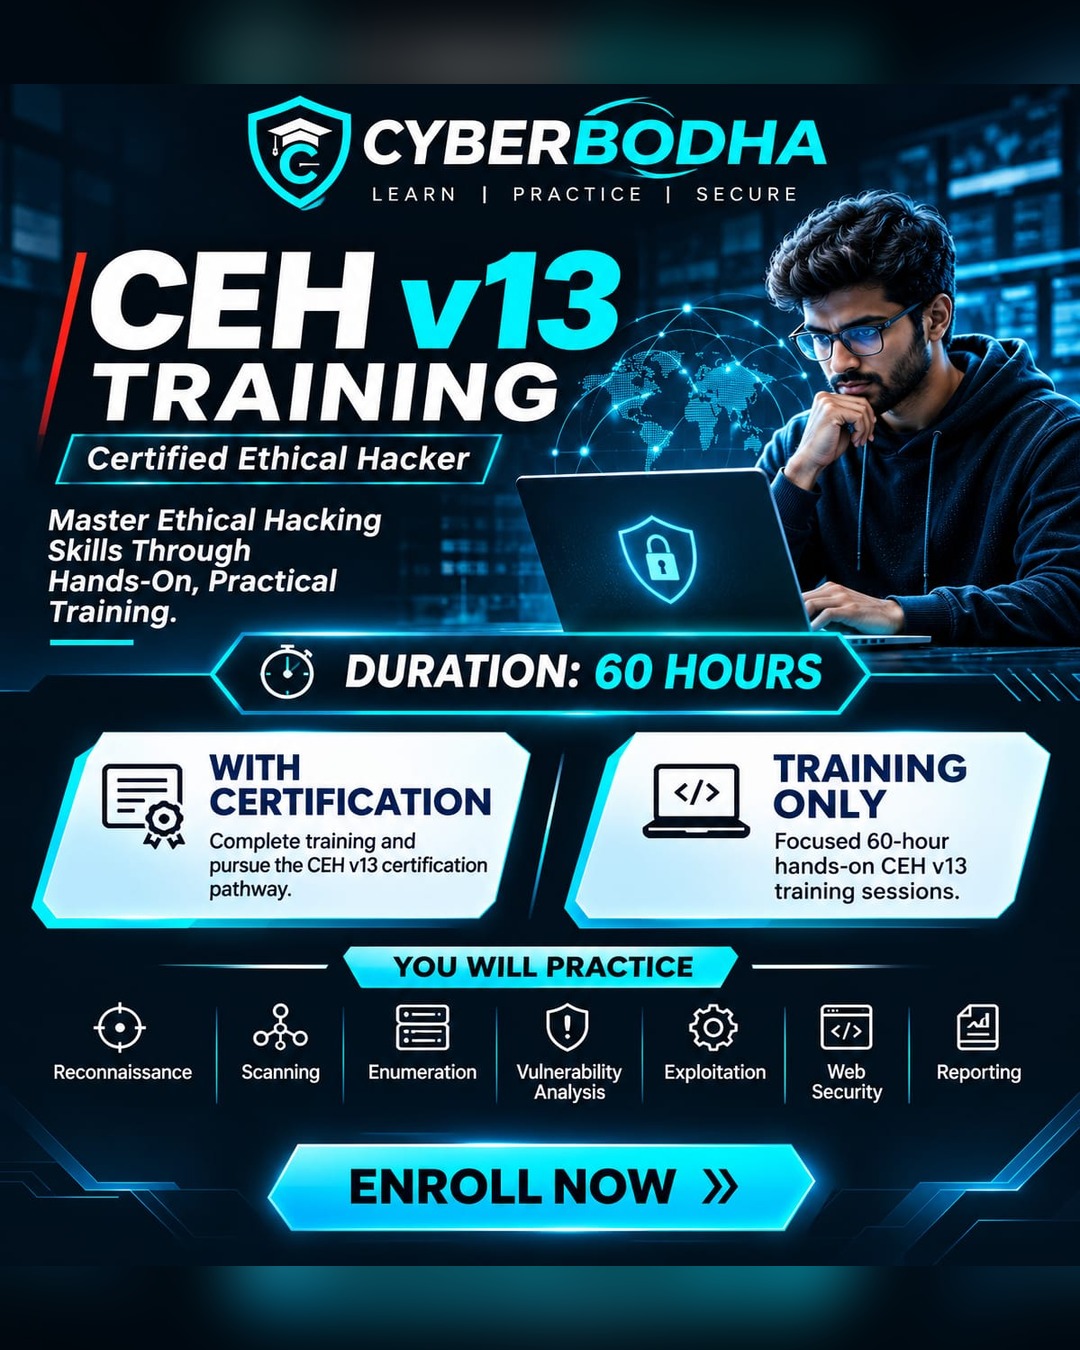 CYBERBODHA
LEARN | PRACTICE | SECURE
CEH v13
TRAINING
Certified Ethical Hacker
Master Ethical Hacking
Skills Through
Hands-On, Practical
Training.
DURATION: 60 HOURS
WITH
CERTIFICATION
Complete training and
pursue the CEH v13 certification
pathway.
</>
TRAINING
ONLY
Focused 60-hour
hands-on CEH v13
training sessions.
YOU WILL PRACTICE
Reconnaissance
Scanning
Enumeration
Vulnerability
Analysis
Exploitation
</>
Web
Security
Reporting
ENROLL NOW »